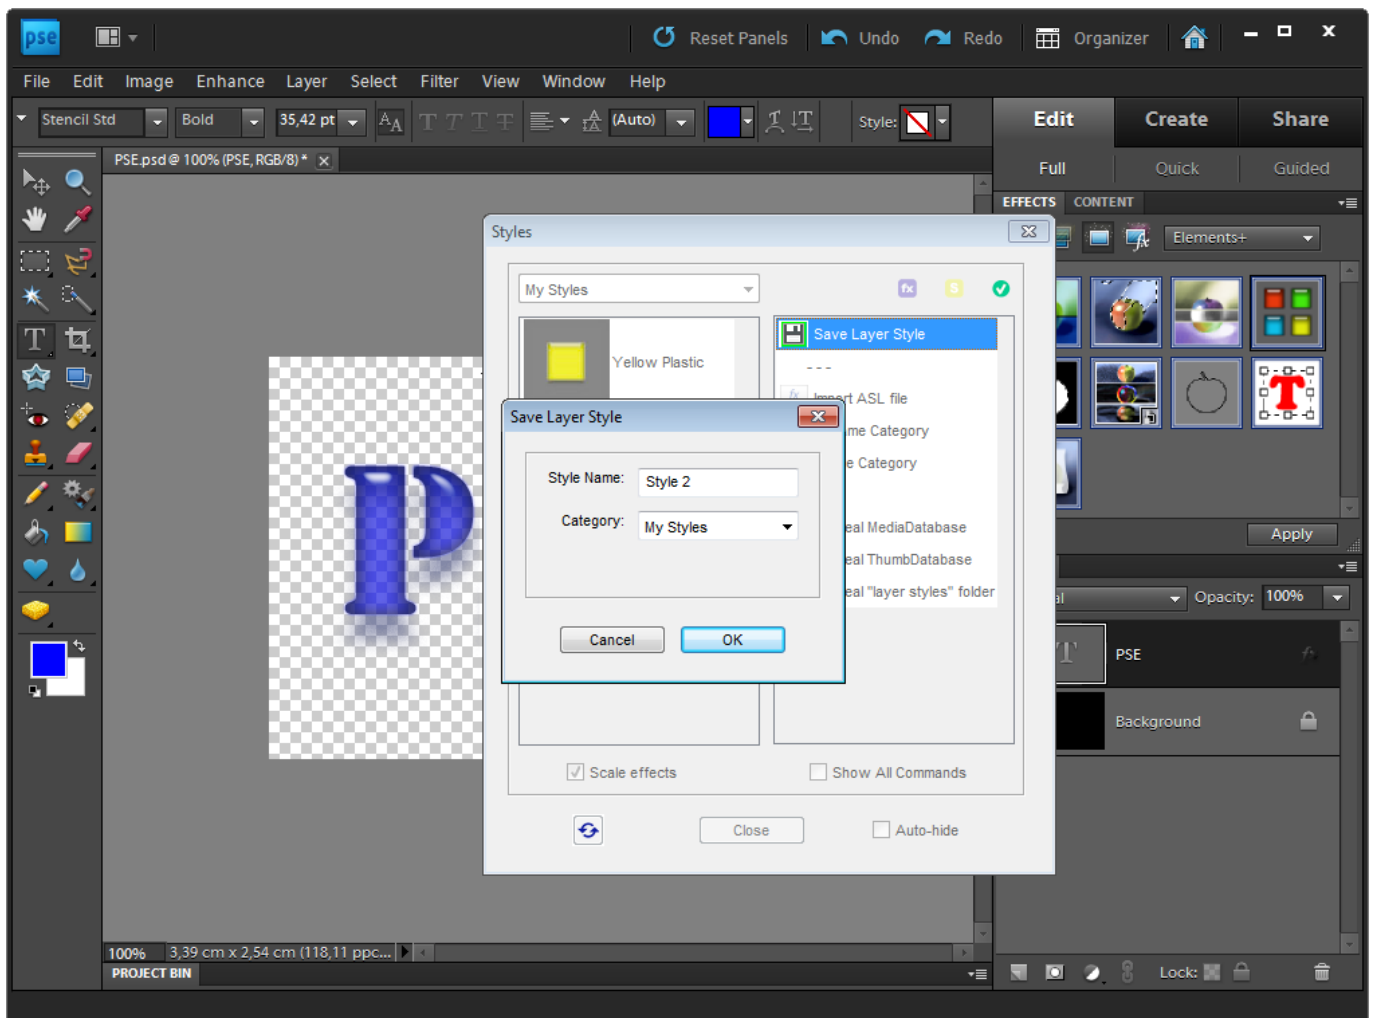 pse
Reset Panels
Undo
Redo
Organizer
File Edit Image Enhance Layer Select Filter View Window Help
Stencil Std
Bold
35,42 pt
(Auto)
Style:
Edit Create Share
PSE.psd @ 100% (PSE, RGB/8) *
Full Quick Guided
EFFECTS CONTENT
Elements+
Styles
My Styles
fx
S
Save Layer Style
Yellow Plastic
---
Import ASL file
me Category
e Category
eal MediaDatabase
eal ThumbDatabase
eal "layer styles" folder
Save Layer Style
Style Name: Style 2
Category: My Styles
Cancel OK
P
Apply
al
Opacity: 100%
PSE
Background
Scale effects
Show All Commands
Close
Auto-hide
100% 3,39 cm x 2,54 cm (118,11 ppc...
PROJECT BIN
Lock: